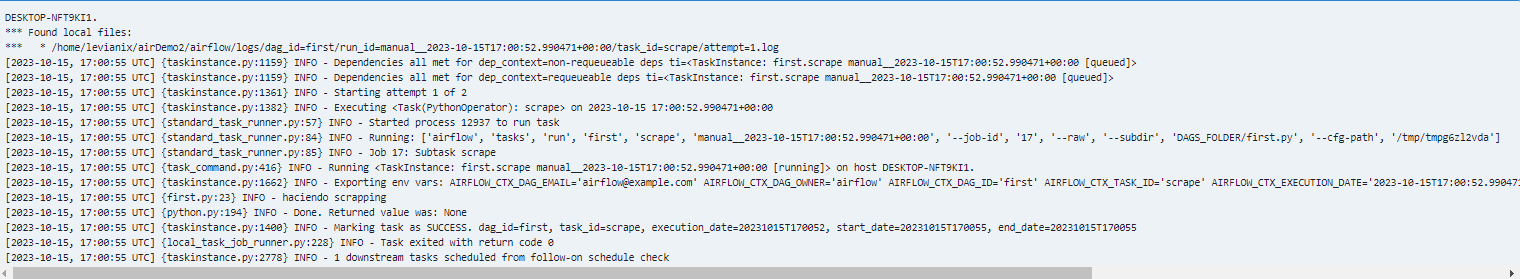 DESKTOP-NFT9KI1.
*** Found local files:
***   * /home/levianix/airDemo2/airflow/logs/dag_id=first/run_id=manual__2023-10-15T17:00:52.990471+00:00/task_id=scrape/attempt=1.log
[2023-10-15, 17:00:55 UTC] {taskinstance.py:1159} INFO - Dependencies all met for dep_context=non-requeueable deps ti=<TaskInstance: first.scrape manual__2023-10-15T17:00:52.990471+00:00 [queued]>
[2023-10-15, 17:00:55 UTC] {taskinstance.py:1159} INFO - Dependencies all met for dep_context=requeueable deps ti=<TaskInstance: first.scrape manual__2023-10-15T17:00:52.990471+00:00 [queued]>
[2023-10-15, 17:00:55 UTC] {taskinstance.py:1361} INFO - Starting attempt 1 of 2
[2023-10-15, 17:00:55 UTC] {taskinstance.py:1382} INFO - Executing <Task(PythonOperator): scrape> on 2023-10-15 17:00:52.990471+00:00
[2023-10-15, 17:00:55 UTC] {standard_task_runner.py:57} INFO - Started process 12937 to run task
[2023-10-15, 17:00:55 UTC] {standard_task_runner.py:84} INFO - Running: ['airflow', 'tasks', 'run', 'first', 'scrape', 'manual__2023-10-15T17:00:52.990471+00:00', '--job-id', '17', '--raw', '--subdir', 'DAGS_FOLDER/first.py', '--cfg-path', '/tmp/tmpg6zl2vda']
[2023-10-15, 17:00:55 UTC] {standard_task_runner.py:85} INFO - Job 17: Subtask scrape
[2023-10-15, 17:00:55 UTC] {task_command.py:416} INFO - Running <TaskInstance: first.scrape manual__2023-10-15T17:00:52.990471+00:00 [running]> on host DESKTOP-NFT9KI1.
[2023-10-15, 17:00:55 UTC] {taskinstance.py:1662} INFO - Exporting env vars: AIRFLOW_CTX_DAG_EMAIL='airflow@example.com' AIRFLOW_CTX_DAG_OWNER='airflow' AIRFLOW_CTX_DAG_ID='first' AIRFLOW_CTX_TASK_ID='scrape' AIRFLOW_CTX_EXECUTION_DATE='2023-10-15T17:00:52.990471
[2023-10-15, 17:00:55 UTC] {first.py:23} INFO - haciendo scrapping
[2023-10-15, 17:00:55 UTC] {python.py:194} INFO - Done. Returned value was: None
[2023-10-15, 17:00:55 UTC] {taskinstance.py:1400} INFO - Marking task as SUCCESS. dag_id=first, task_id=scrape, execution_date=20231015T170052, start_date=20231015T170055, end_date=20231015T170055
[2023-10-15, 17:00:55 UTC] {local_task_job_runner.py:228} INFO - Task exited with return code 0
[2023-10-15, 17:00:55 UTC] {taskinstance.py:2778} INFO - 1 downstream tasks scheduled from follow-on schedule check